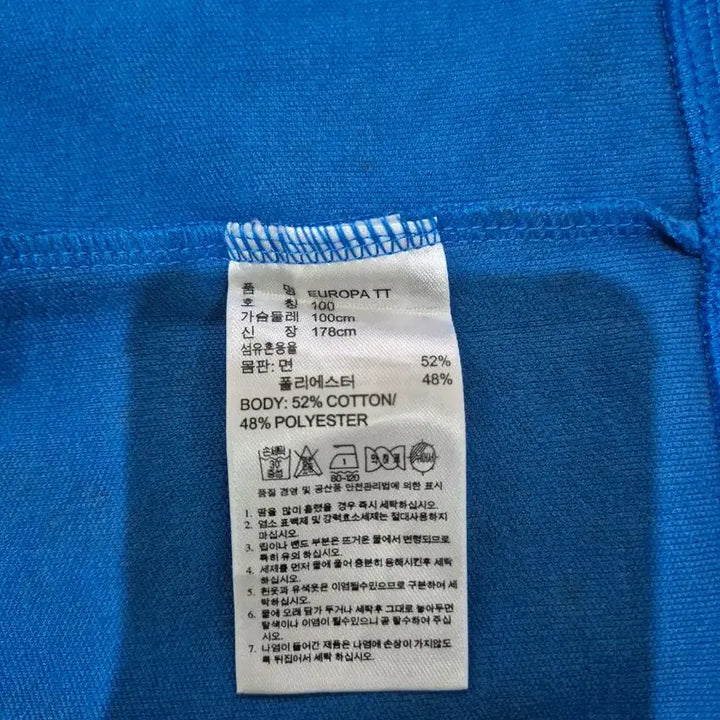 품 명 EUROPA TT
호 칭 100
가슴둘레 100cm
신 장 178cm
섬유혼용율
몸판: 면 52%
폴리에스터 48%
BODY: 52% COTTON/
48% POLYESTER
손세탁
30
중성
1
80-120
품질 경영 및 공산품 안전관리법에 의한 표시
1. 땀을 많이 흘렸을 경우 즉시 세탁하십시오.
2. 염소 표백제 및 강력효소세제는 절대사용하지
마십시오.
3. 립이나 밴드 부분은 뜨거운 물에서 변형되므로
특히 유의 하십시오.
4. 세제를 먼저 물에 풀어 충분히 용해시킨후 세탁
하십시오.
5. 흰옷과 유색옷은 이염될수있으므로 구분하여 세
탁하십시오.
6. 물에 오래 담가 두거나 세탁후 그대로 놓아두면
탈색이나 이염이 될수있으니 곧 탈수하여 주십
시오.
7. 나염이 들어간 제품은 나염에 손상이 가지않도
록 뒤집어서 세탁 하십시오.